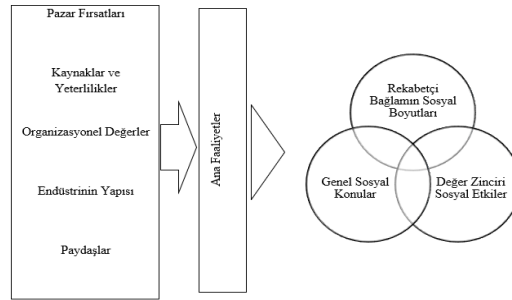 Pazar Fırsatları
Kaynaklar ve
Yeterlilikler
Organizasyonel Değerler
Endüstrinin Yapısı
Paydaşlar
Ana Faaliyetler
Rekabetçi
Bağlamın Sosyal
Boyutları
Genel Sosyal
Konular
Değer Zinciri
Sosyal Etkiler